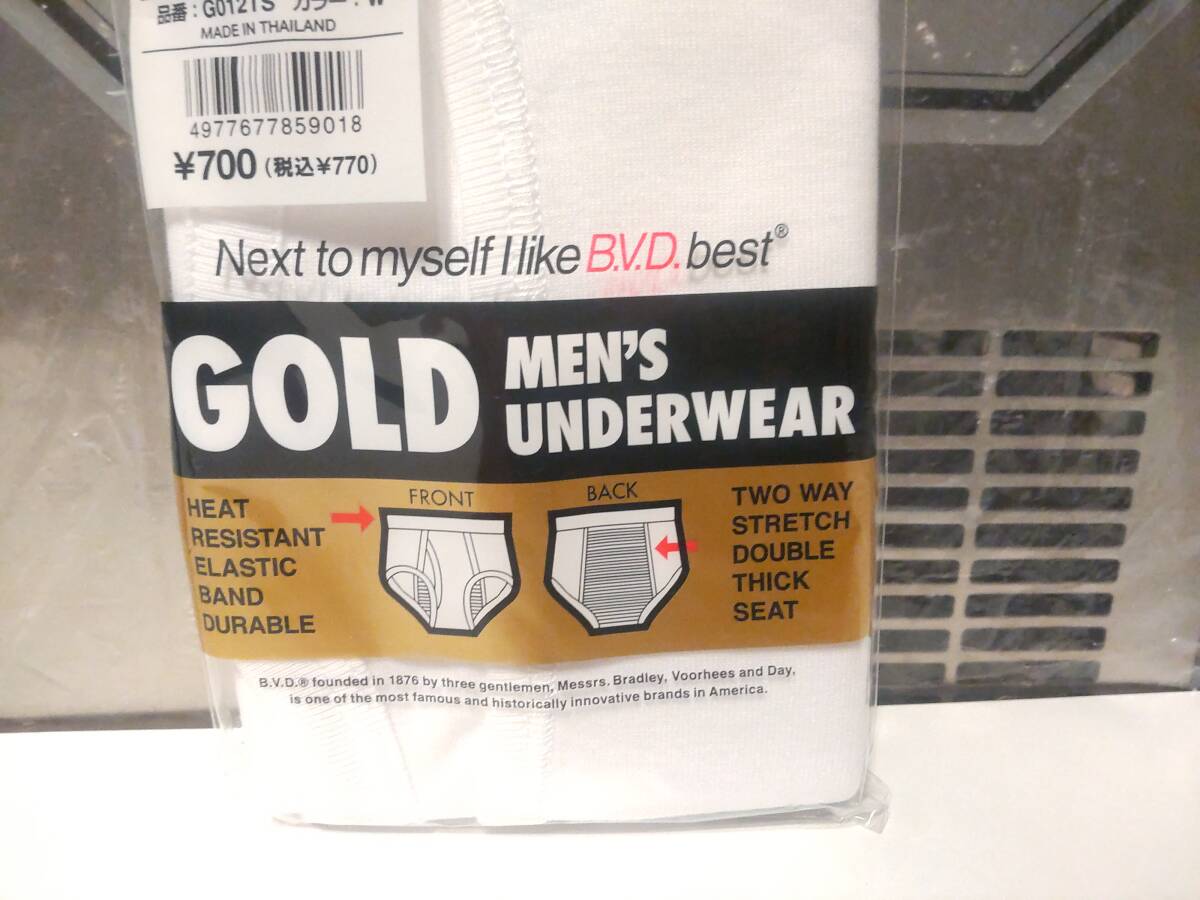 品番：G012TS カラー：W
MADE IN THAILAND
4977677859018
¥700（税込¥770）
Next to myself I like B.V.D. best®
GOLD
MEN'S
UNDERWEAR
HEAT
RESISTANT
ELASTIC
BAND
DURABLE
FRONT
BACK
TWO WAY
STRETCH
DOUBLE
THICK
SEAT
B.V.D.® founded in 1876 by three gentlemen, Messrs. Bradley, Voorhees and Day,
is one of the most famous and historically innovative brands in America.